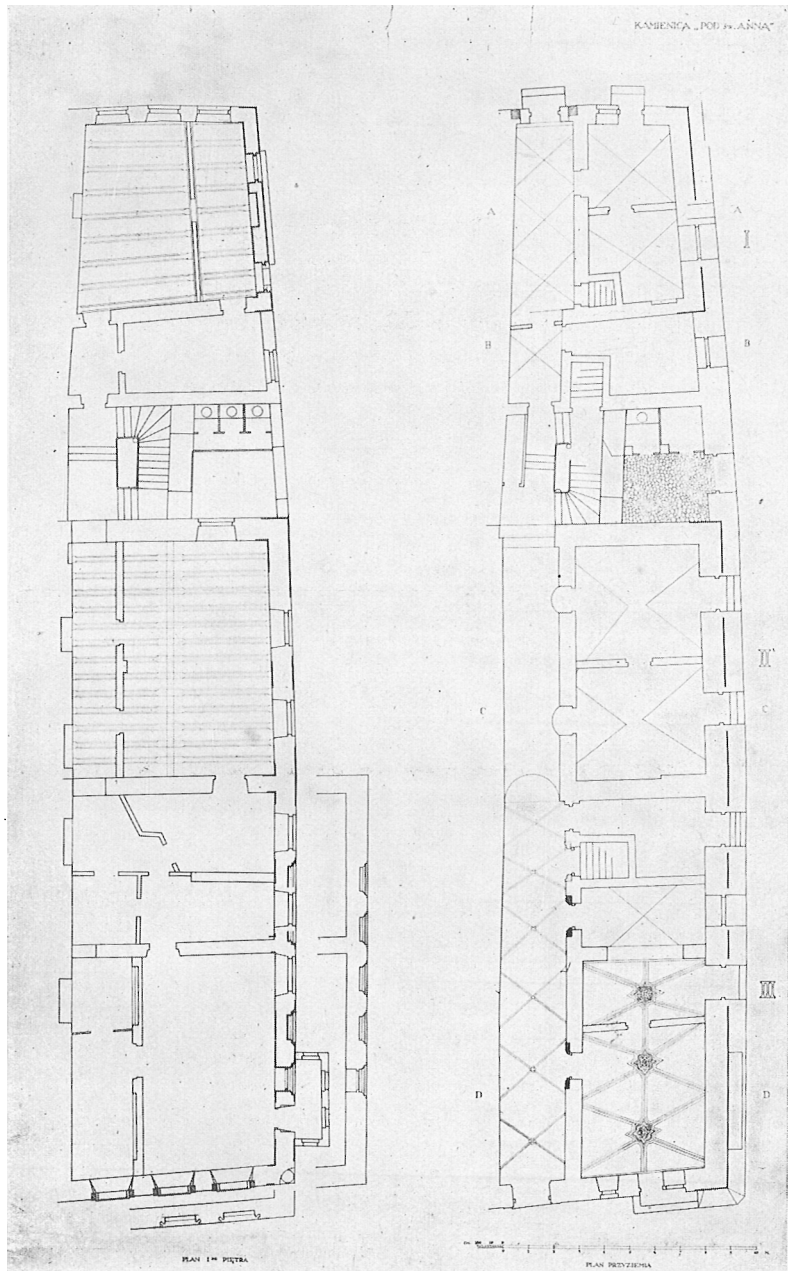 KAMIENICA „POD św. ANNĄ”
A A I
B B
II
C C
III
D D
PLAN I go PIĘTRA
PLAN PRZYZIEMIA